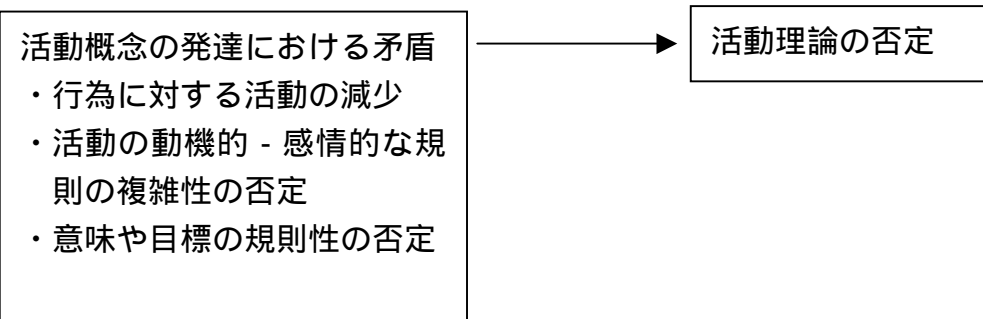 活動概念の発達における矛盾
・行為に対する活動の減少
・活動の動機的 - 感情的な規
則の複雑性の否定
・意味や目標の規則性の否定
活動理論の否定